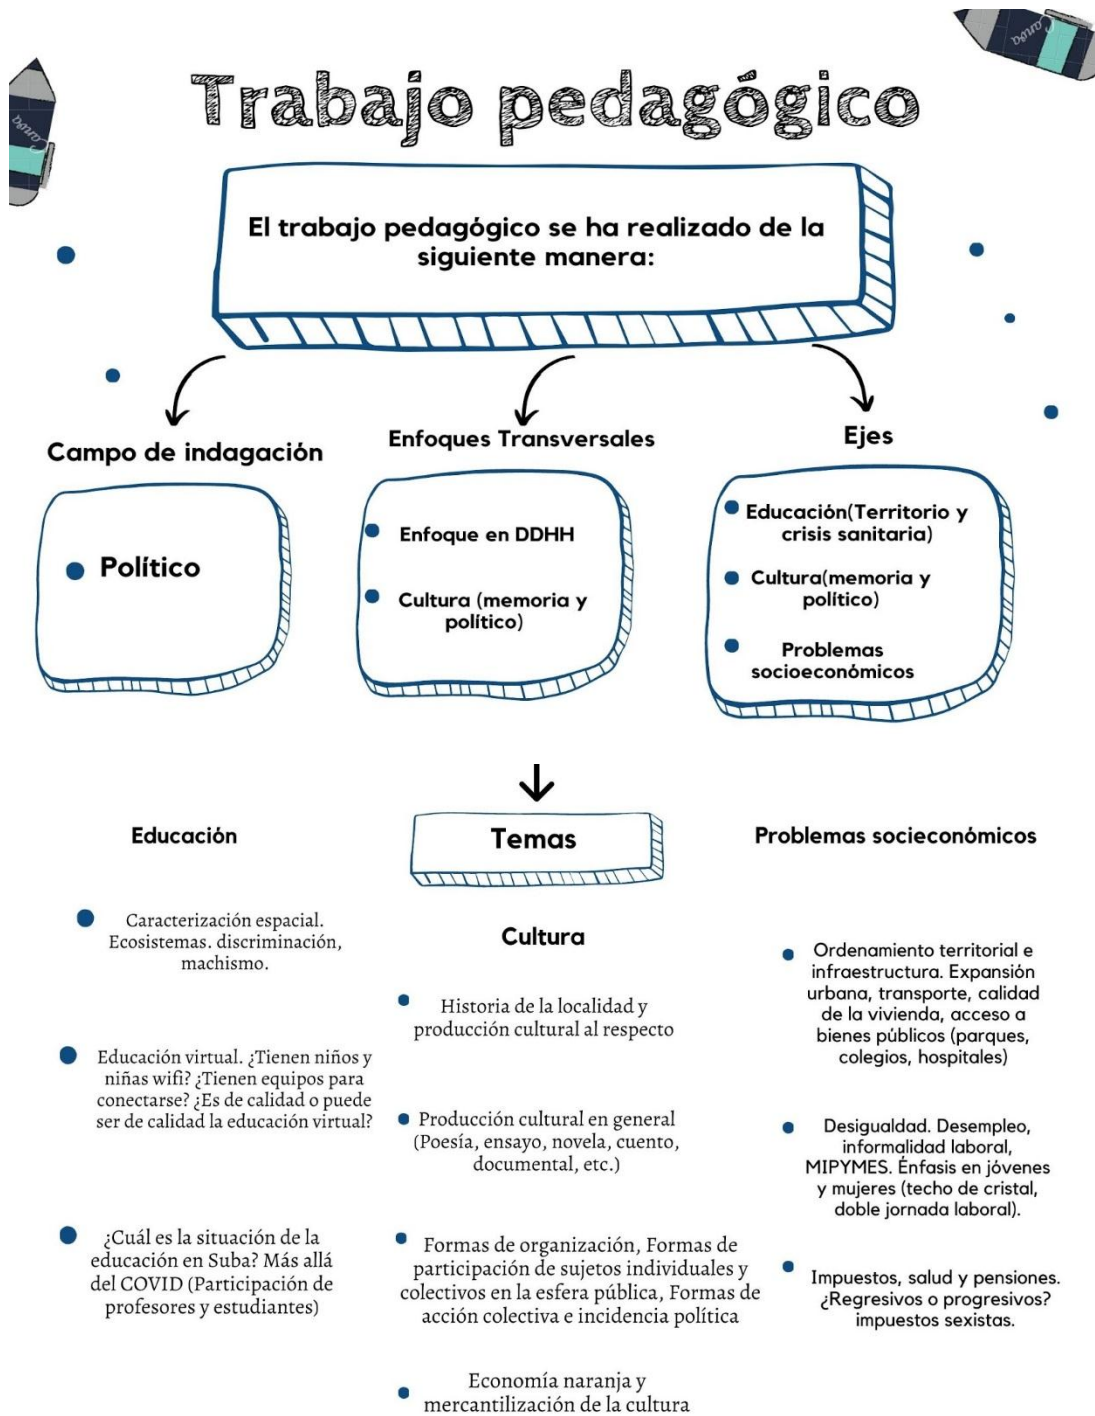 Canva
Canva
Trabajo pedagógico
El trabajo pedagógico se ha realizado de la
siguiente manera:
Campo de indagación
Político
Enfoques Transversales
Enfoque en DDHH
Cultura (memoria y
político)
Ejes
Educación(Territorio y
crisis sanitaria)
Cultura(memoria y
político)
Problemas
socioeconómicos
Temas
Educación
Caracterización espacial.
Ecosistemas. discriminación,
machismo.
Educación virtual. ¿Tienen niños y
niñas wifi? ¿Tienen equipos para
conectarse? ¿Es de calidad o puede
ser de calidad la educación virtual?
¿Cuál es la situación de la
educación en Suba? Más allá
del COVID (Participación de
profesores y estudiantes)
Cultura
Historia de la localidad y
producción cultural al respecto
Producción cultural en general
(Poesía, ensayo, novela, cuento,
documental, etc.)
Formas de organización, Formas de
participación de sujetos individuales y
colectivos en la esfera pública, Formas de
acción colectiva e incidencia política
Economía naranja y
mercantilización de la cultura
Problemas socieconómicos
Ordenamiento territorial e
infraestructura. Expansión
urbana, transporte, calidad
de la vivienda, acceso a
bienes públicos (parques,
colegios, hospitales)
Desigualdad. Desempleo,
informalidad laboral,
MIPYMES. Énfasis en jóvenes
y mujeres (techo de cristal,
doble jornada laboral).
Impuestos, salud y pensiones.
¿Regresivos o progresivos?
impuestos sexistas.